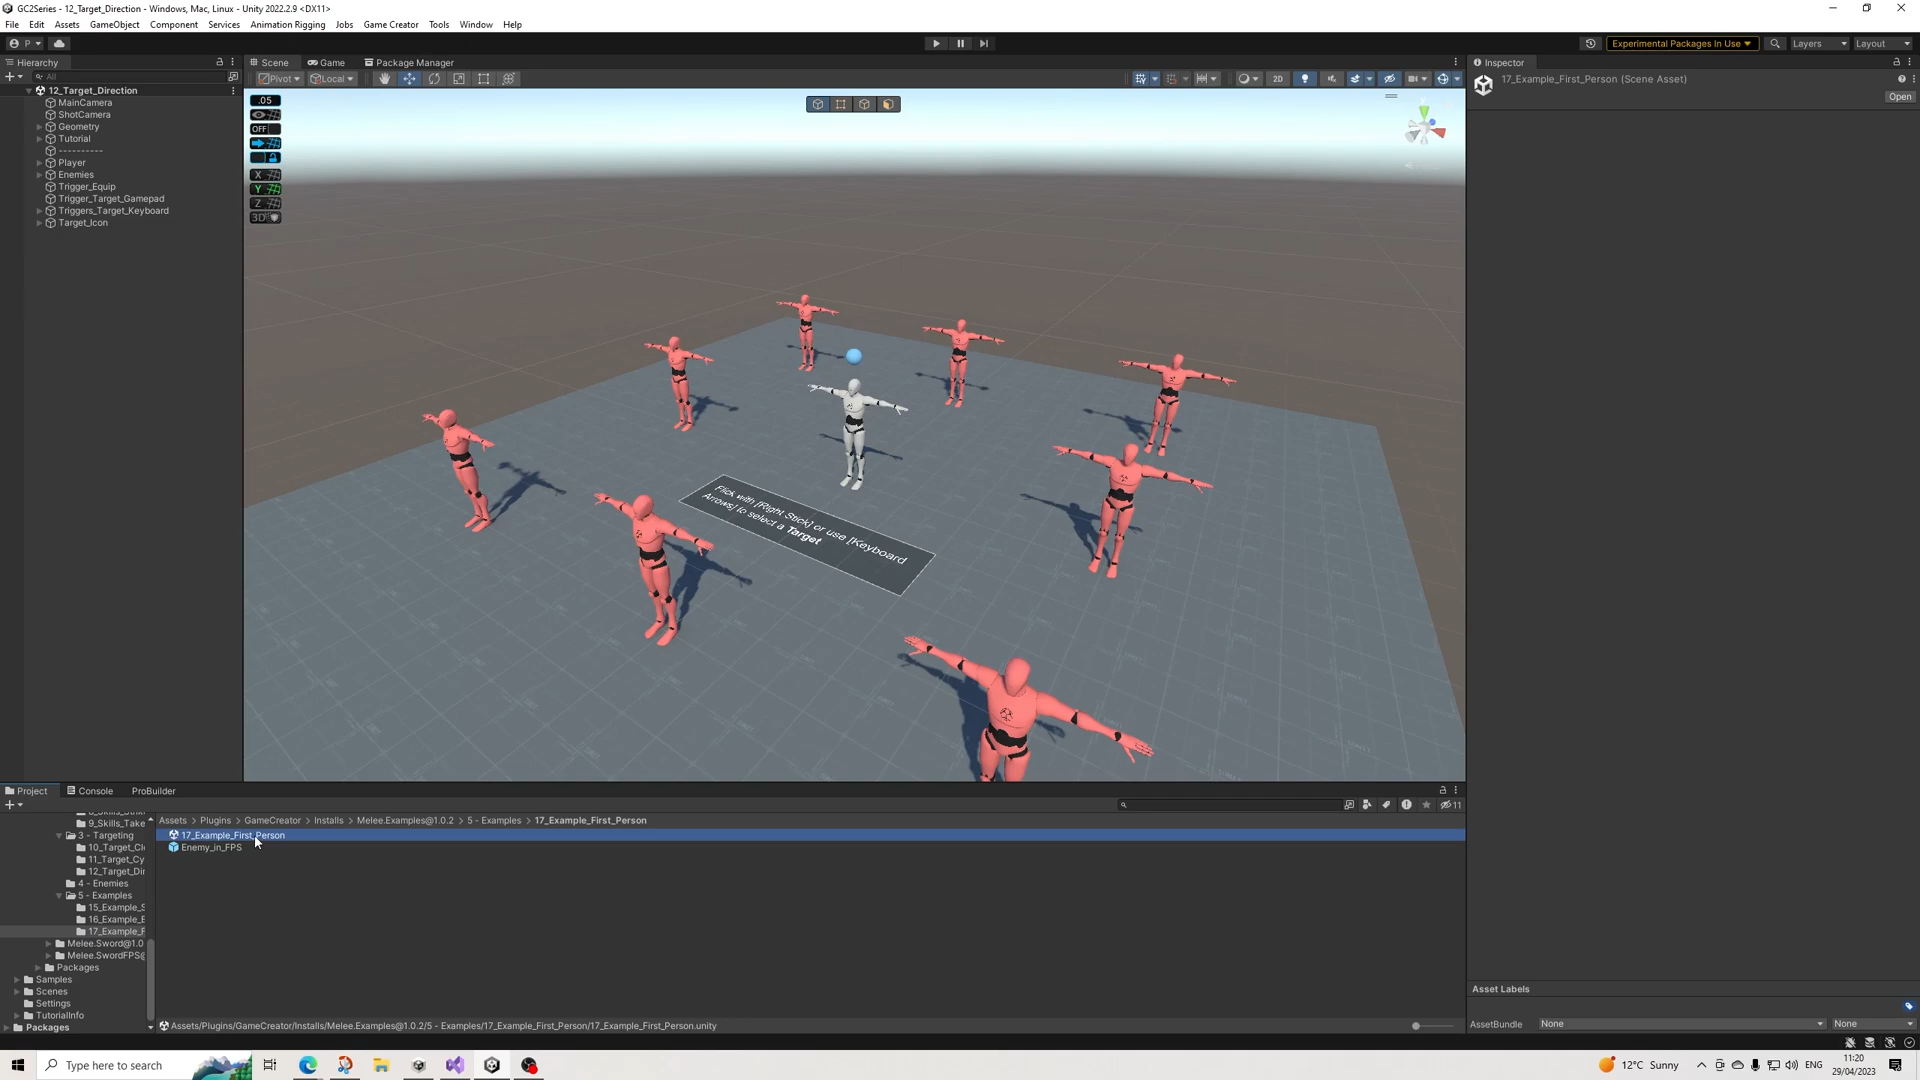 GC2Series - 12_Target_Direction - Windows, Mac, Linux - Unity 2022.2.9 <DX11>
File Edit Assets GameObject Component Services Animation Rigging Jobs Game Creator Tools Window Help
P
Experimental Packages In Use
Layers
Layout
Hierarchy
Scene
Game
Package Manager
Inspector
All
Pivot
Local
2D
17_Example_First_Person (Scene Asset)
Open
12_Target_Direction
MainCamera
ShotCamera
Geometry
Tutorial
----------
Player
Enemies
Trigger_Equip
Trigger_Target_Gamepad
Triggers_Target_Keyboard
Target_Icon
.05
OFF
X
Y
Z
3D
Flick with [Right Stick] or use [Keyboard
Arrows] to select a Target
Project
Console
ProBuilder
11
9_Skills_Take
3 - Targeting
10_Target_Cl
11_Target_Cy
12_Target_Dir
4 - Enemies
5 - Examples
15_Example_S
16_Example_E
17_Example_F
Melee.Sword@1.0
Melee.SwordFPS@
Packages
Samples
Scenes
Settings
TutorialInfo
Packages
Assets > Plugins > GameCreator > Installs > Melee.Examples@1.0.2 > 5 - Examples > 17_Example_First_Person
17_Example_First_Person
Enemy_in_FPS
Assets/Plugins/GameCreator/Installs/Melee.Examples@1.0.2/5 - Examples/17_Example_First_Person/17_Example_First_Person.unity
Asset Labels
AssetBundle
None
None
Type here to search
12°C Sunny
ENG
11:20
29/04/2023